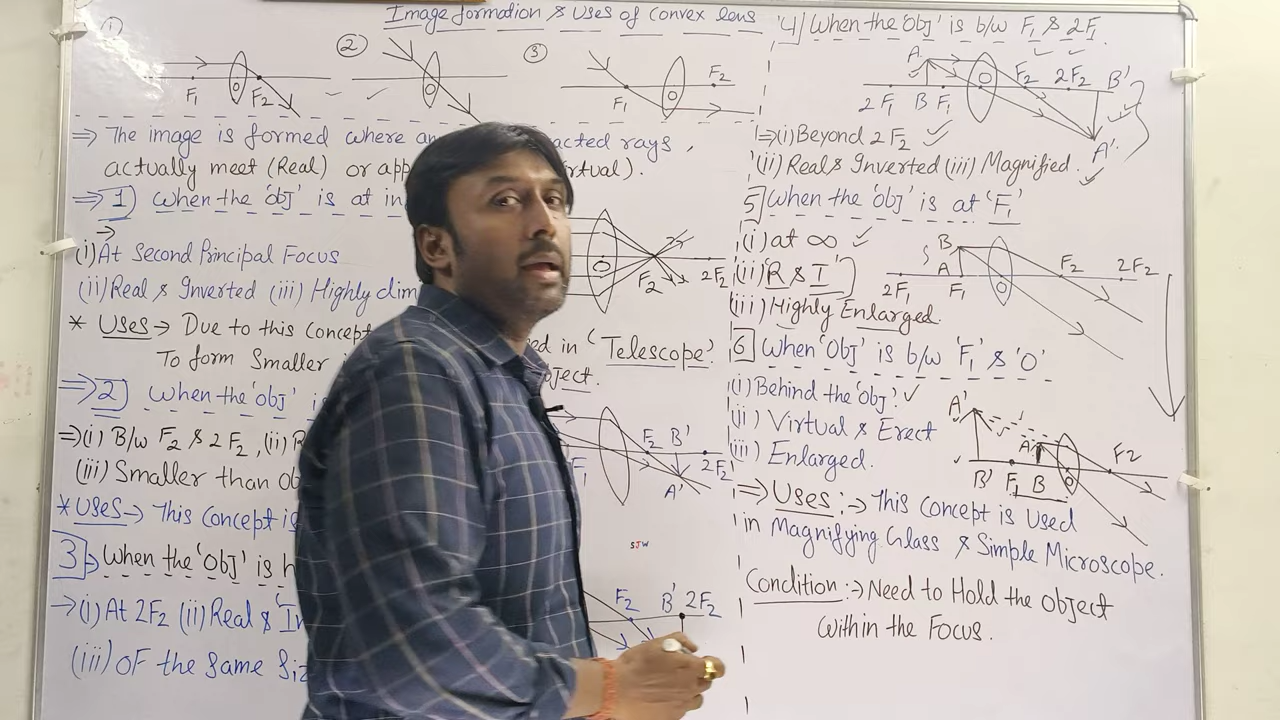 Image formation & Uses of Convex lens
①
②
③
F1
O
F2
O
F1
O
F2
⇒ The image is formed where an acted rays,
actually meet (Real) or app rtual).
⇒ 1) When the 'obj' is at in
(i) At Second Principal Focus
(ii) Real & Inverted (iii) Highly dim
O
F2
2F2
* Uses → Due to this concept ed in 'Telescope'.
To form Smaller object.
⇒ 2) When the 'obj' is
⇒ (i) B/w F2 & 2F2, (ii) R
(iii) Smaller than ob
F1
F2
B'
2F2
A'
* Uses → This concept is
SJW
3 → When the 'Obj' is h
→ (i) At 2F2 (ii) Real & In
(iii) OF the Same Siz
F2
B'
2F2
4) When the 'Obj' is b/w F1 & 2F1.
A
O
F2
2F2
B'
2F1
B
F1
A'
⇒ (i) Beyond 2F2
(ii) Real & Inverted (iii) Magnified.
5 When the 'obj' is at 'F1'
(i) at ∞
(ii) 'R & I'
(iii) Highly Enlarged.
B
A
2F1
F1
O
F2
2F2
6 When 'Obj' is b/w 'F1' & 'O'
(i) Behind the 'obj'.
(ii) Virtual & Erect
(iii) Enlarged.
A'
A
B'
F1
B
O
F2
⇒ Uses :→ This concept is Used
in Magnifying Glass & Simple Microscope.
Condition :→ Need to Hold the Object
within the Focus.